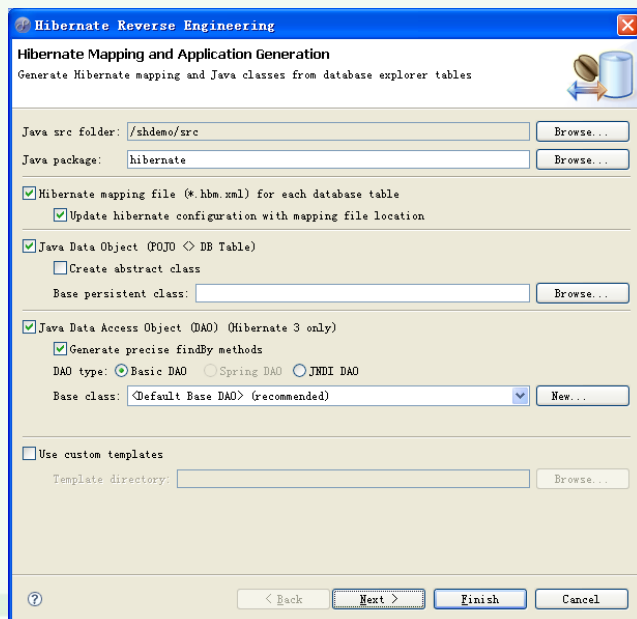 Hibernate Reverse Engineering
Hibernate Mapping and Application Generation
Generate Hibernate mapping and Java classes from database explorer tables
Java src folder: /shdemo/src Browse...
Java package: hibernate Browse...
Hibernate mapping file (*.hbm.xml) for each database table
Update hibernate configuration with mapping file location
Java Data Object (POJO <> DB Table)
Create abstract class
Base persistent class: Browse...
Java Data Access Object (DAO) (Hibernate 3 only)
Generate precise findBy methods
DAO type: Basic DAO Spring DAO JNDI DAO
Base class: <Default Base DAO> (recommended) New...
Use custom templates
Template directory: Browse...
? < Back Next > Finish Cancel